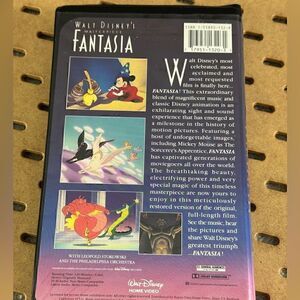 WALT DISNEY'S
MASTERPIECE
FANTASIA
Walt Disney's most
celebrated, most
acclaimed and
most requested
film is finally here...
FANTASIA! This extraordinary
blend of magnificent music and
classic Disney animation is an
exhilarating sight and sound
experience that has emerged as
a milestone in the history of
motion pictures. Featuring a
host of unforgettable images,
including Mickey Mouse as The
Sorcerer's Apprentice, FANTASIA
has captivated generations of
moviegoers all over the world.
The breathtaking beauty,
electrifying power and very
special magic of this timeless
masterpiece are now yours to
enjoy in this meticulously
restored version of the original,
full-length film.
See the music and
share Walt Disney's
greatest triumph
FANTASIA!
WITH LEOPOLD STOKOWSKI
AND THE PHILADELPHIA ORCHESTRA
WALT DISNEY
HOME VIDEO